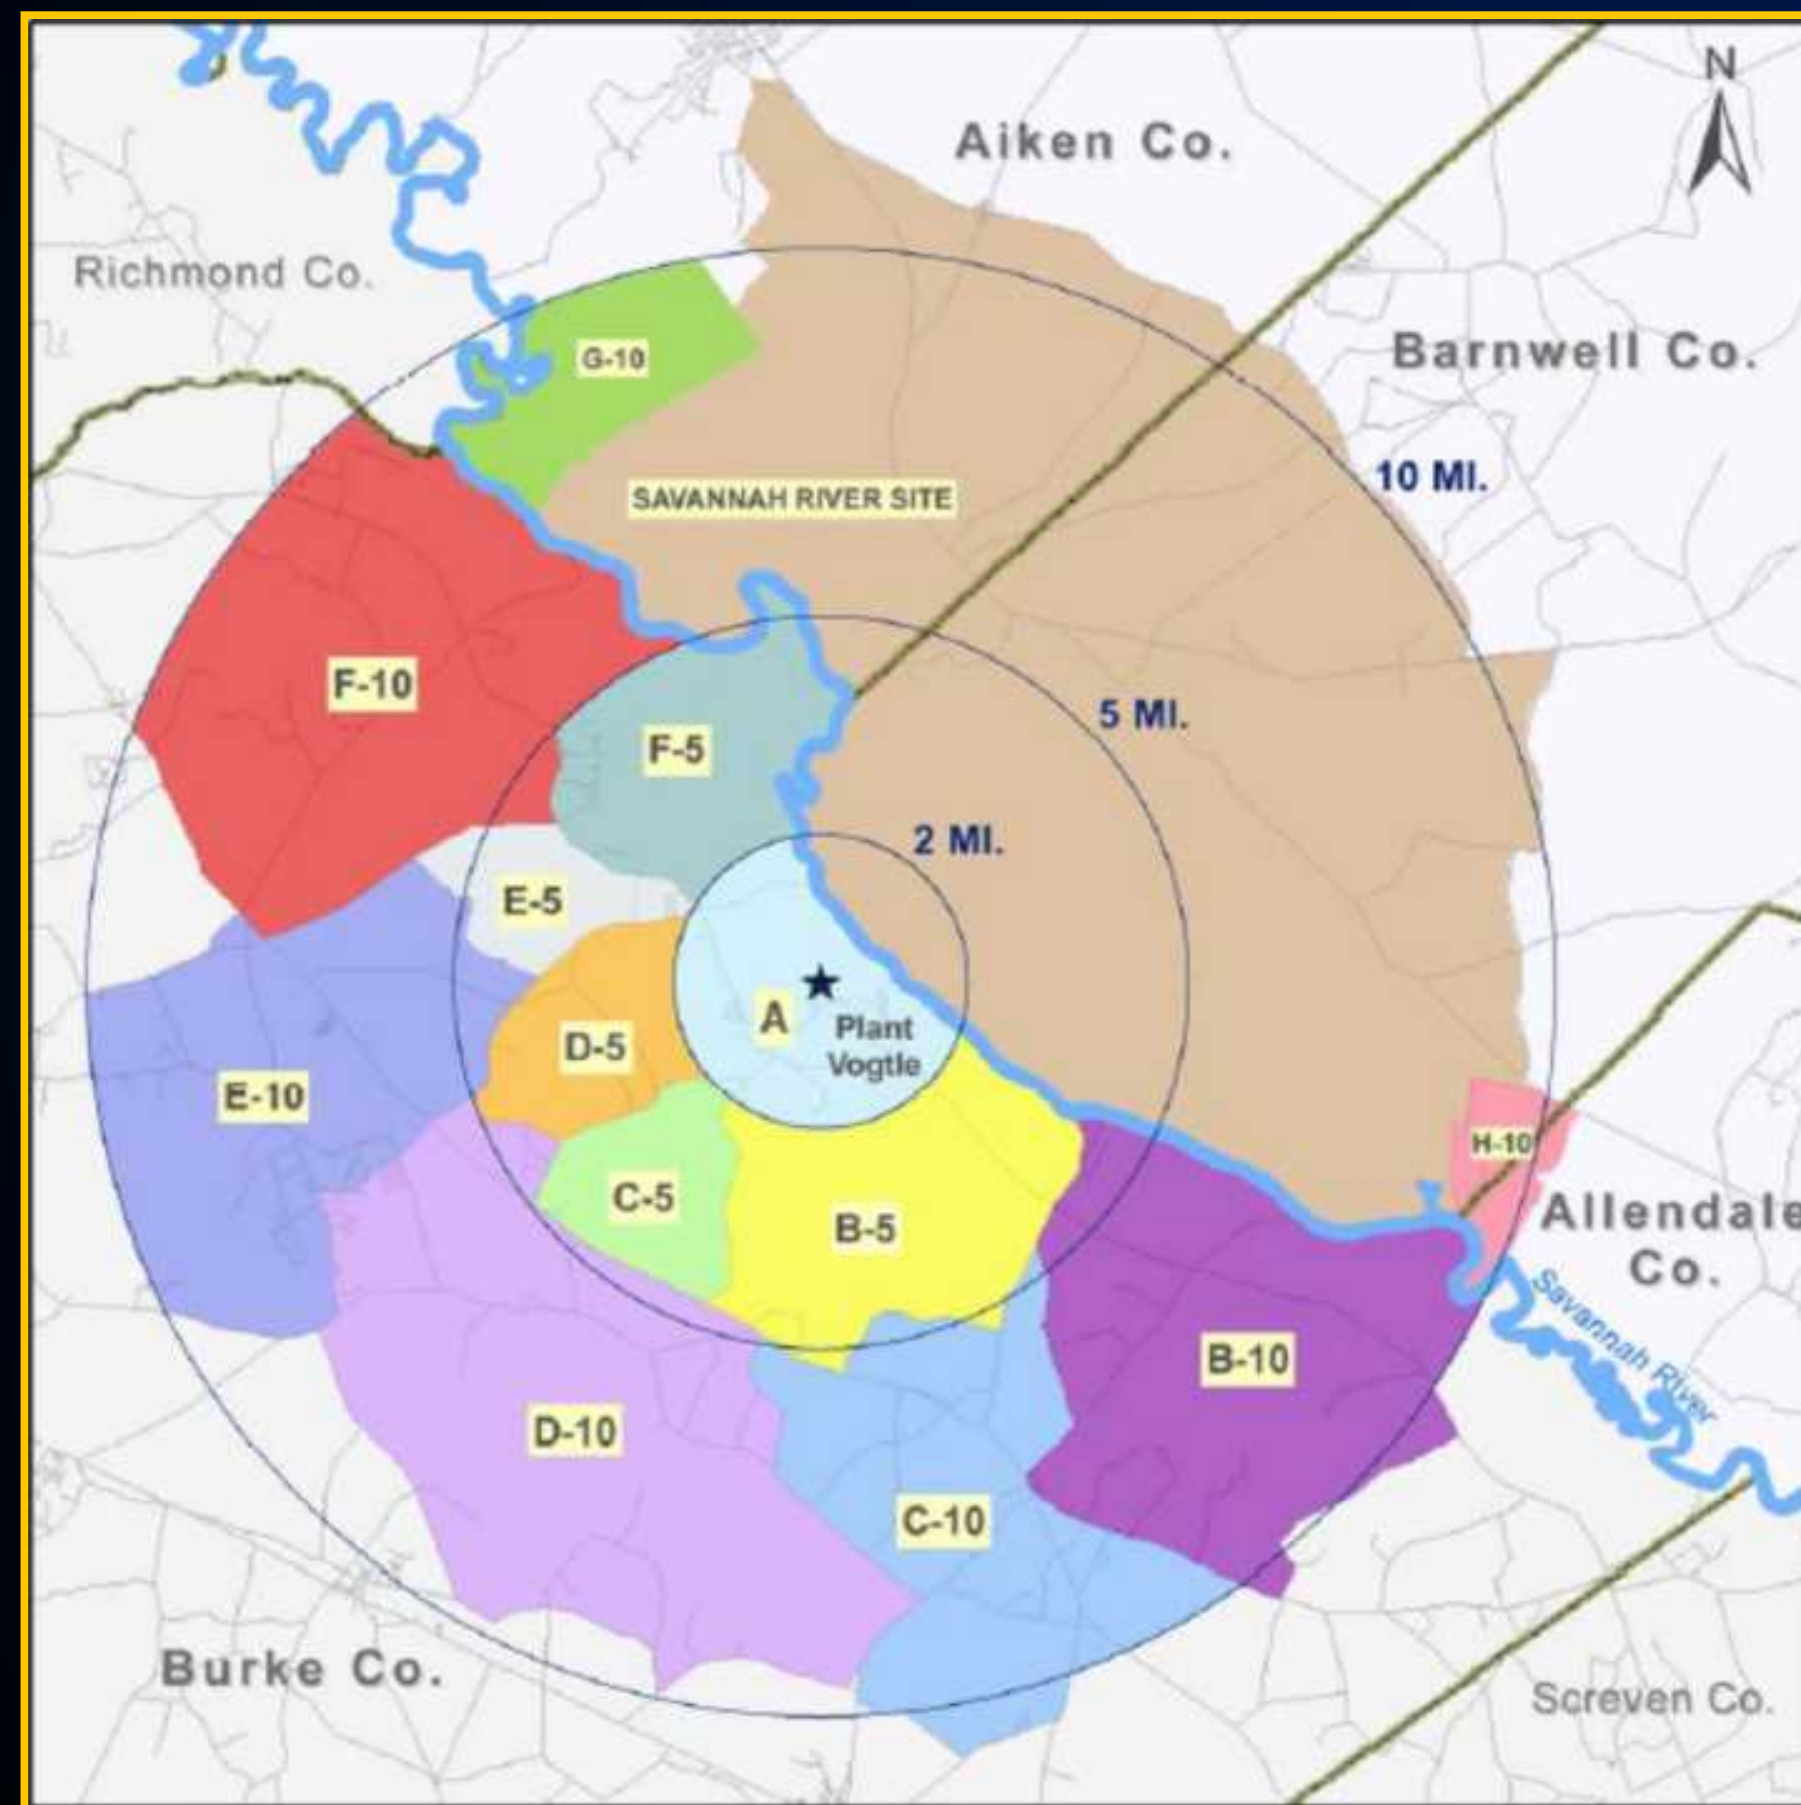 N
Aiken Co.
Richmond Co.
Barnwell Co.
G-10
10 MI.
SAVANNAH RIVER SITE
F-10
5 MI.
F-5
2 MI.
E-5
A
Plant
Vogtle
D-5
E-10
H-10
C-5
Allendale
Co.
B-5
Savannah River
B-10
D-10
C-10
Burke Co.
Screven Co.